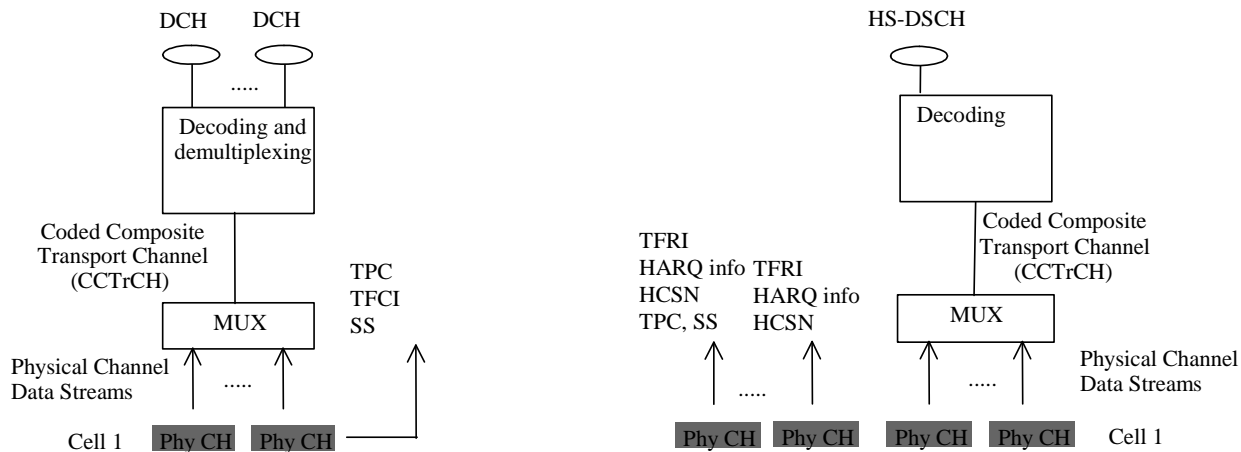 DCH DCH
.....
Decoding and
demultiplexing
Coded Composite
Transport Channel
(CCTrCH)
TPC
TFCI
SS
MUX
Physical Channel
Data Streams
.....
Cell 1 Phy CH Phy CH
HS-DSCH
Decoding
Coded Composite
Transport Channel
(CCTrCH)
TFRI
HARQ info
HCSN
TPC, SS
TFRI
HARQ info
HCSN
MUX
Physical Channel
Data Streams
.....
.....
Phy CH Phy CH Phy CH Phy CH Cell 1